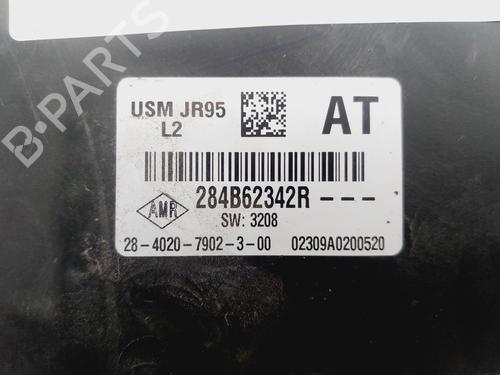 B-PARTS
USM JR95
L2
AT
284B62342R---
AMR
SW: 3208
28-4020-7902-3-00 02309A0200520